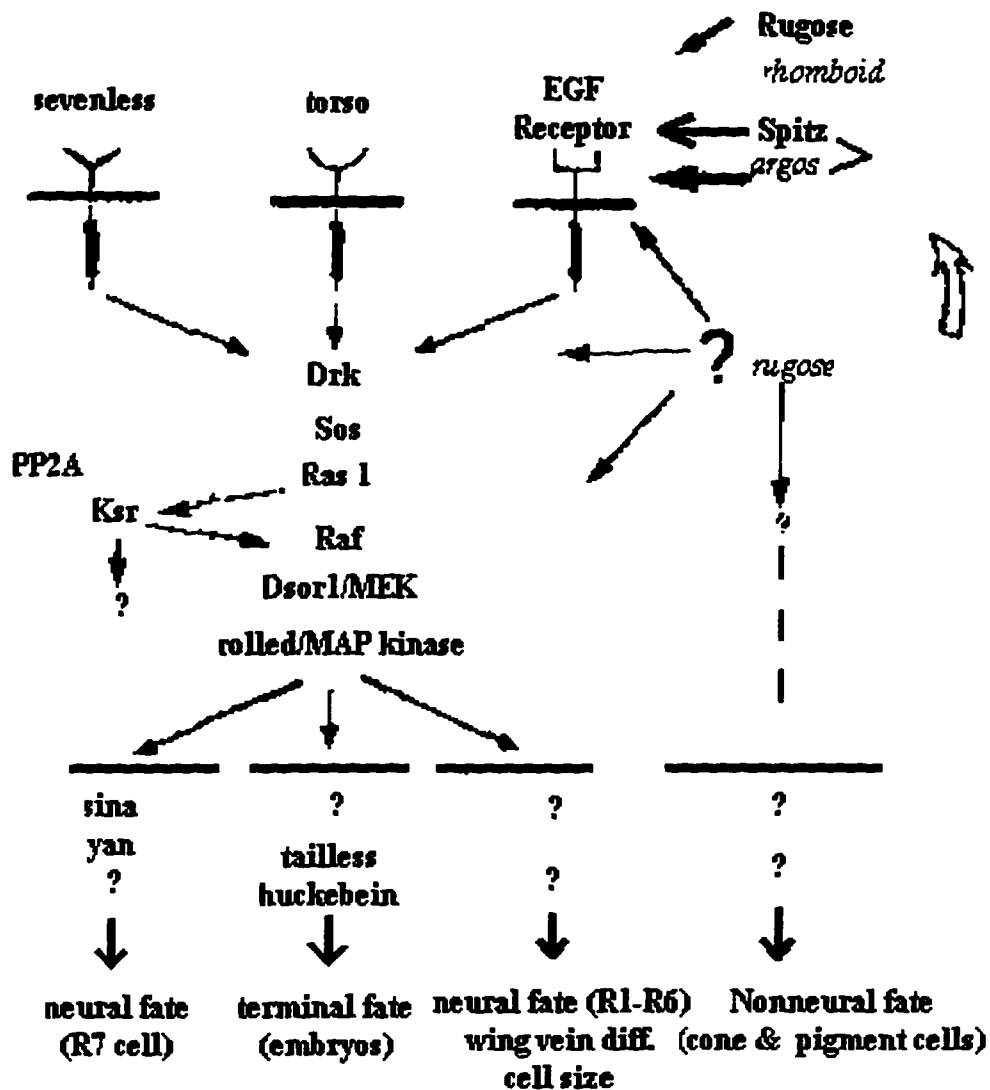 Rugose
rhomboid
sevenless
torso
EGF
Receptor
Spitz
argos
?
rugose
Drk
Sos
PP2A
Ras 1
Ksr
?
Raf
?
Dsor1/MEK
rolled/MAP kinase
sina
yan
?
?
tailless
huckebein
?
?
?
?
neural fate
(R7 cell)
terminal fate
(embryos)
neural fate (R1-R6)
wing vein diff.
cell size
Nonneural fate
(cone & pigment cells)